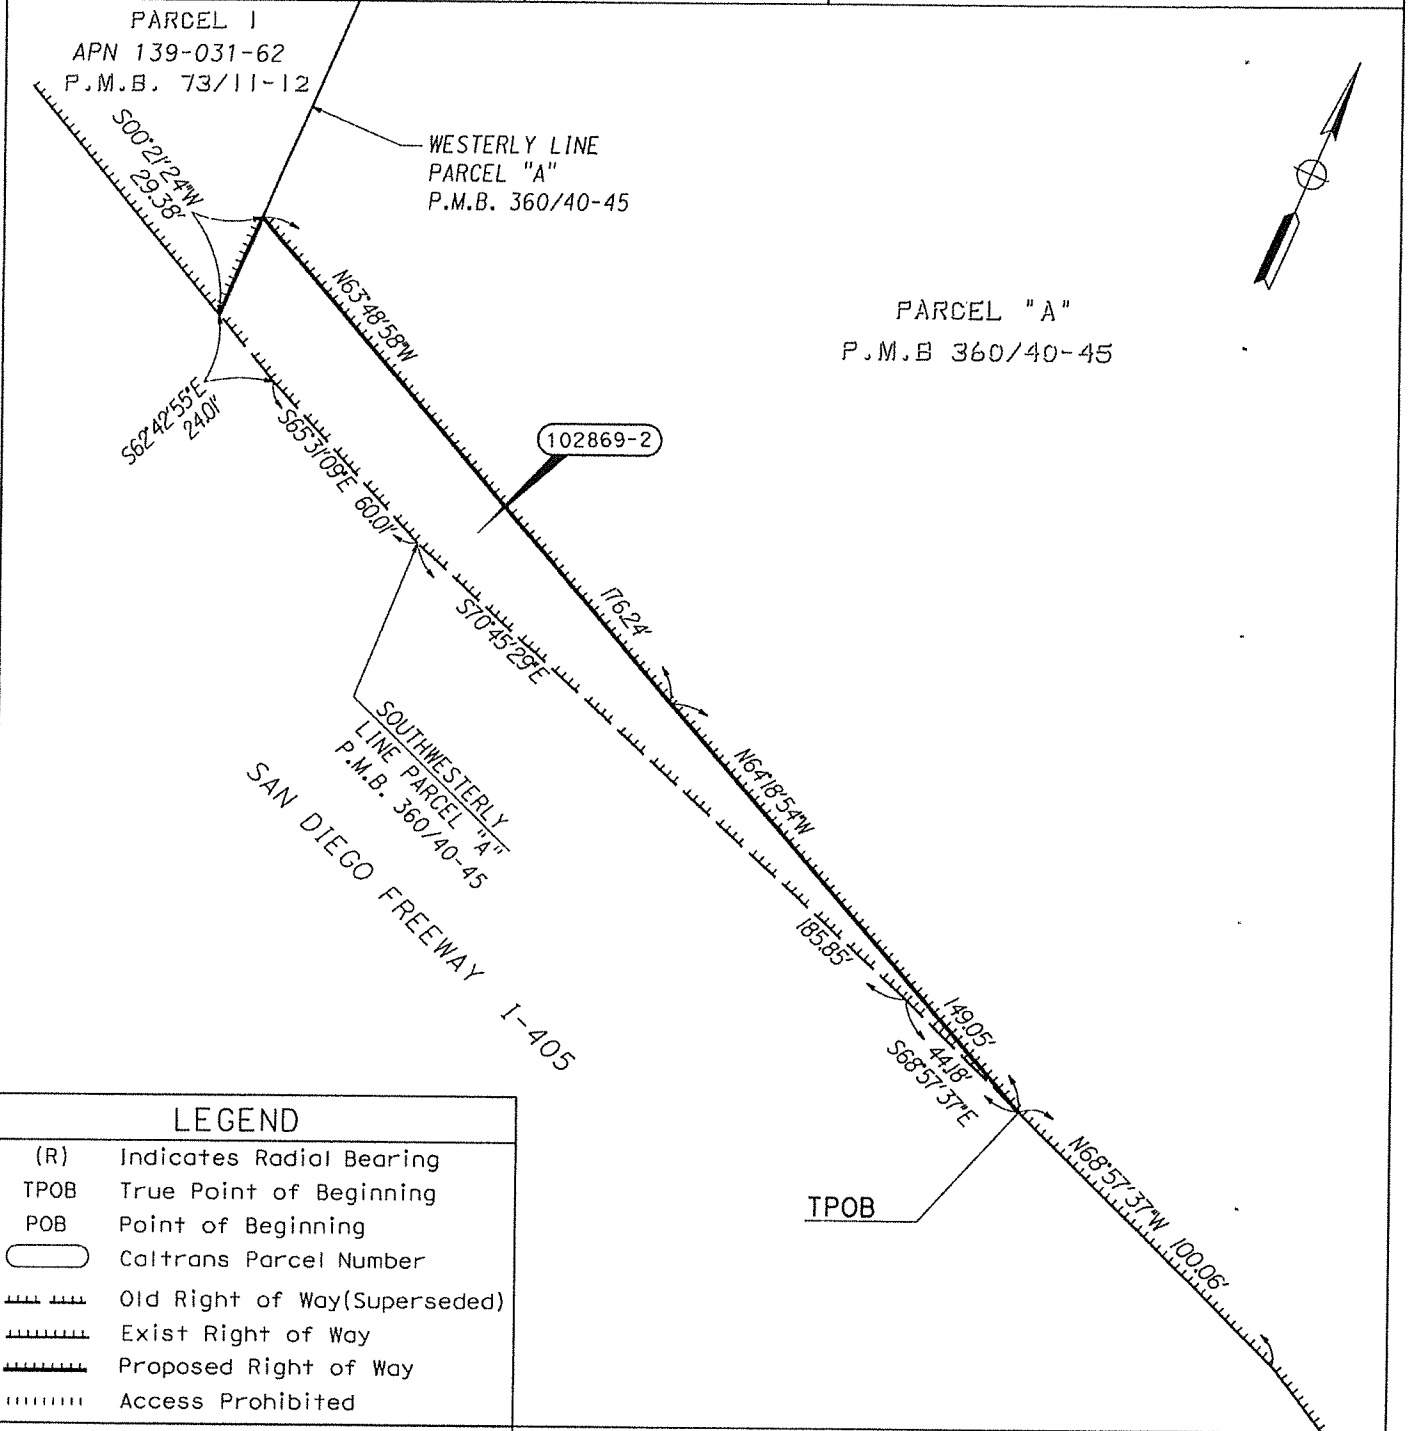 PARCEL 1
APN 139-031-62
P.M.B. 73/11-12
S00°21'24"W
29.38'
WESTERLY LINE
PARCEL "A"
P.M.B. 360/40-45
N63°48'58"W
PARCEL "A"
P.M.B 360/40-45
S62°42'55"E
24.01'
S65°31'09"E 60.01'
102869-2
176.24'
S70°45'29"E
SOUTHWESTERLY
LINE PARCEL "A"
P.M.B. 360/40-45
N64°18'54"W
SAN DIEGO FREEWAY I-405
185.85'
149.05'
44.18'
S68°57'37"E
TPOB
N68°57'37"W 100.06'
LEGEND
(R) Indicates Radial Bearing
TPOB True Point of Beginning
POB Point of Beginning
Caltrans Parcel Number
Old Right of Way(Superseded)
Exist Right of Way
Proposed Right of Way
Access Prohibited